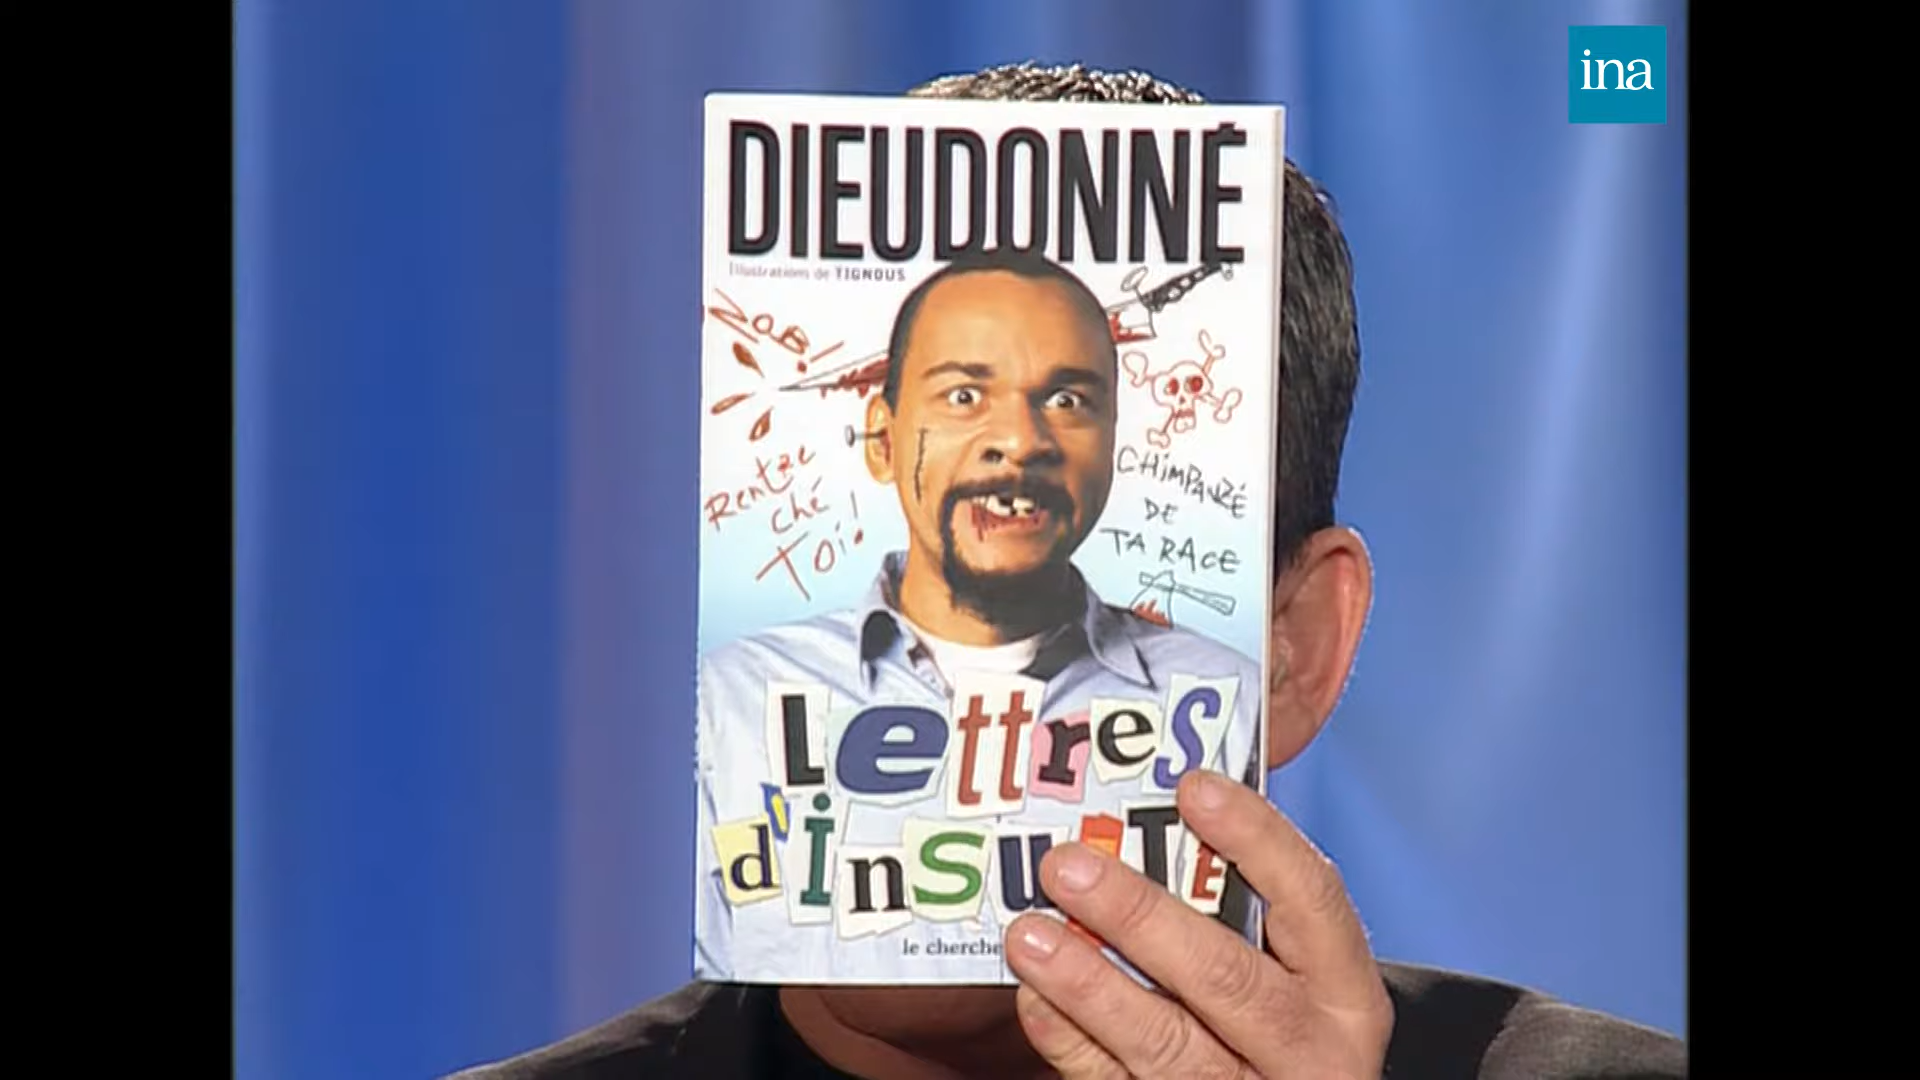 ina
DIEUDONNÉ
Illustrations de TIGNOUS
ZOB!
Rentre
ché
Toi!
CHIMPANZÉ
DE
TA RACE
Lettres
d'insulTE
le cherche